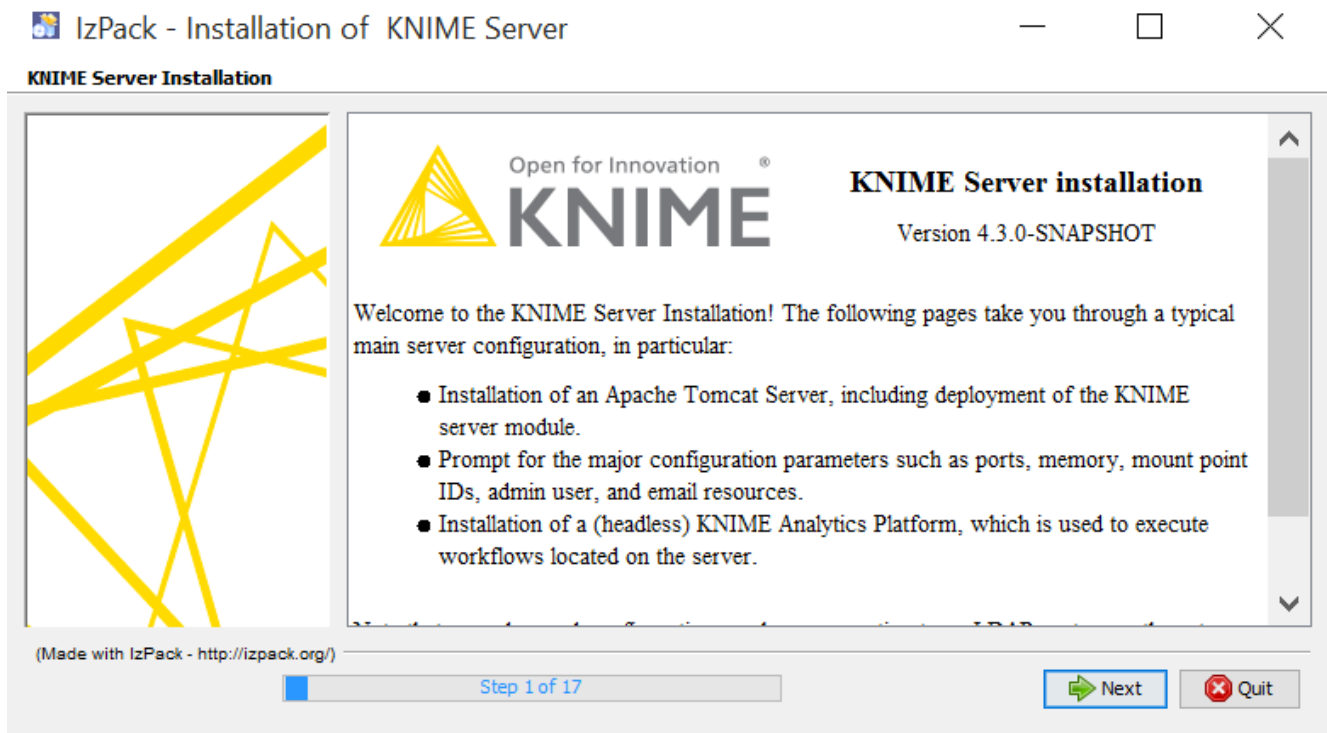 IzPack - Installation of  KNIME Server
KNIME Server Installation
Open for Innovation ®
KNIME
KNIME Server installation
Version 4.3.0-SNAPSHOT
Welcome to the KNIME Server Installation! The following pages take you through a typical
main server configuration, in particular:
● Installation of an Apache Tomcat Server, including deployment of the KNIME
server module.
● Prompt for the major configuration parameters such as ports, memory, mount point
IDs, admin user, and email resources.
● Installation of a (headless) KNIME Analytics Platform, which is used to execute
workflows located on the server.
(Made with IzPack - http://izpack.org/)
Step 1 of 17
Next
Quit